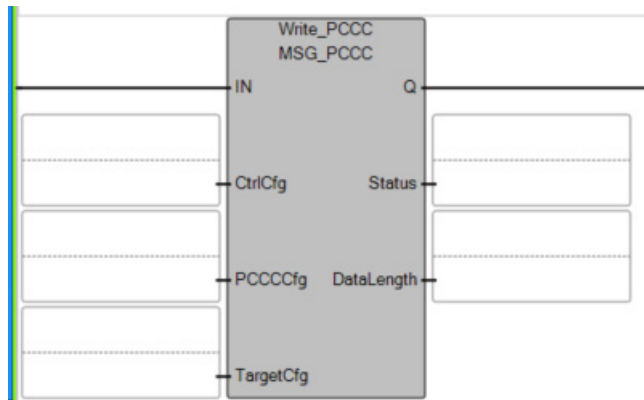 Write_PCCC
MSG_PCCC
IN Q
CtrlCfg Status
PCCCCfg DataLength
TargetCfg